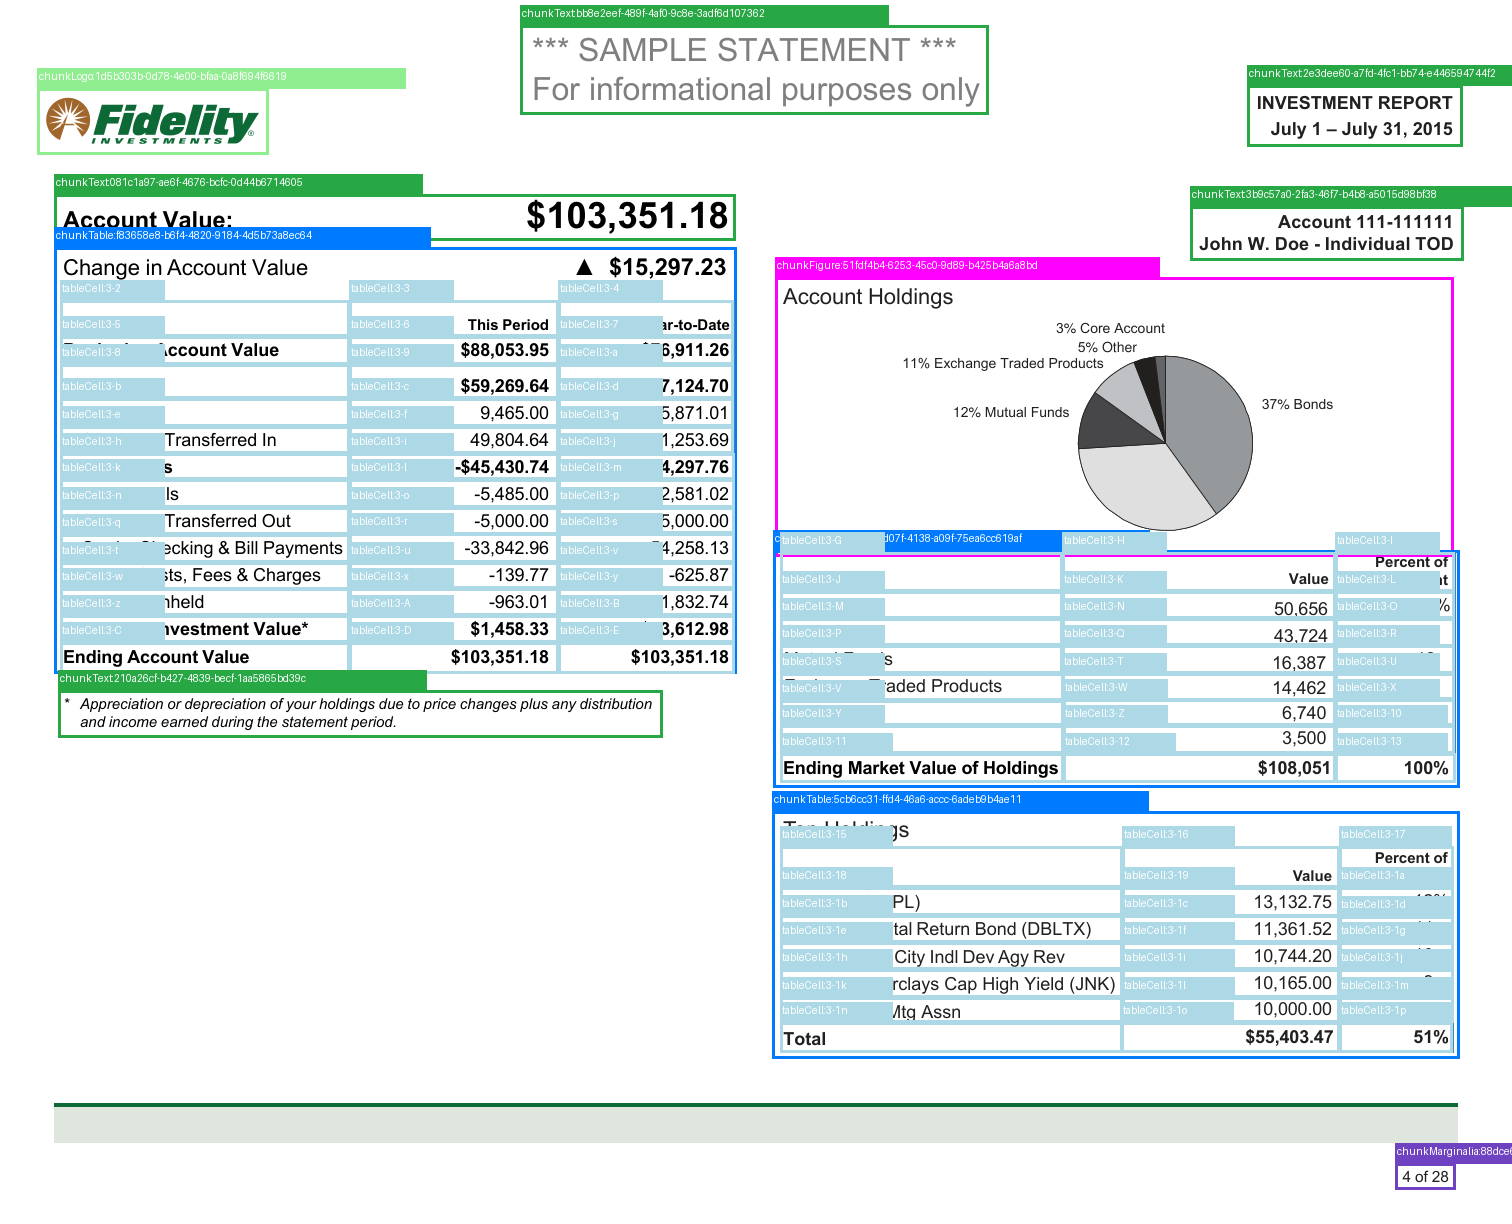 chunkText:bb8e2eef-489f-4af0-9c8e-3adf6d107362
*** SAMPLE STATEMENT ***
For informational purposes only
chunkLogo:1d5b303b-0d78-4e00-bfaa-0a8f694f6619
Fidelity
INVESTMENTS
chunkText:2e3dee60-a7fd-4fc1-bb74-e446594744f2
INVESTMENT REPORT
July 1 – July 31, 2015
chunkText:081c1a97-ae6f-4676-bcfc-0d44b6714605
Account Value: $103,351.18
chunkText:3b9c57a0-2fa3-46f7-b4b8-a5015d98bf38
Account 111-111111
John W. Doe - Individual TOD
chunkTable:f83658e8-b6f4-4820-9184-4d5b73a8ec64
Change in Account Value ▲ $15,297.23
tableCell:3-2 tableCell:3-3 tableCell:3-4
tableCell:3-5 tableCell:3-6 This Period tableCell:3-7 ar-to-Date
tableCell:3-8 Account Value tableCell:3-9 $88,053.95 tableCell:3-a 6,911.26
tableCell:3-b tableCell:3-c $59,269.64 tableCell:3-d 7,124.70
tableCell:3-e tableCell:3-f 9,465.00 tableCell:3-g 5,871.01
tableCell:3-h Transferred In tableCell:3-i 49,804.64 tableCell:3-j 1,253.69
tableCell:3-k s tableCell:3-l -$45,430.74 tableCell:3-m 4,297.76
tableCell:3-n ls tableCell:3-o -5,485.00 tableCell:3-p 2,581.02
tableCell:3-q Transferred Out tableCell:3-r -5,000.00 tableCell:3-s 5,000.00
tableCell:3-t Checking & Bill Payments tableCell:3-u -33,842.96 tableCell:3-v 4,258.13
tableCell:3-w sts, Fees & Charges tableCell:3-x -139.77 tableCell:3-y -625.87
tableCell:3-z held tableCell:3-A -963.01 tableCell:3-B 1,832.74
tableCell:3-C nvestment Value* tableCell:3-D $1,458.33 tableCell:3-E 3,612.98
Ending Account Value $103,351.18 $103,351.18
chunkText:210a26cf-b427-4839-becf-1aa5865bd39c
* Appreciation or depreciation of your holdings due to price changes plus any distribution
and income earned during the statement period.
chunkFigure:51fdf4b4-6253-45c0-9d89-b425b4a6a8bd
Account Holdings
3% Core Account
5% Other
11% Exchange Traded Products
12% Mutual Funds
37% Bonds
d07f-4138-a09f-75ea6cc619af
tableCell:3-G tableCell:3-H tableCell:3-I
Percent of
tableCell:3-J tableCell:3-K Value tableCell:3-L
tableCell:3-M tableCell:3-N 50,656 tableCell:3-O %
tableCell:3-P tableCell:3-Q 43,724 tableCell:3-R
tableCell:3-S s tableCell:3-T 16,387 tableCell:3-U
tableCell:3-V Traded Products tableCell:3-W 14,462 tableCell:3-X
tableCell:3-Y tableCell:3-Z 6,740 tableCell:3-10
tableCell:3-11 tableCell:3-12 3,500 tableCell:3-13
Ending Market Value of Holdings $108,051 100%
chunkTable:5cb6cc31-ffd4-46a6-accc-6adeb9b4ae11
Top Holdings
tableCell:3-15 tableCell:3-16 tableCell:3-17
Percent of
tableCell:3-18 tableCell:3-19 Value tableCell:3-1a
tableCell:3-1b PL) tableCell:3-1c 13,132.75 tableCell:3-1d
tableCell:3-1e tal Return Bond (DBLTX) tableCell:3-1f 11,361.52 tableCell:3-1g
tableCell:3-1h City Indl Dev Agy Rev tableCell:3-1i 10,744.20 tableCell:3-1j
tableCell:3-1k rclays Cap High Yield (JNK) tableCell:3-1l 10,165.00 tableCell:3-1m
tableCell:3-1n Mtg Assn tableCell:3-1o 10,000.00 tableCell:3-1p
Total $55,403.47 51%
chunkMarginalia:88dce
4 of 28